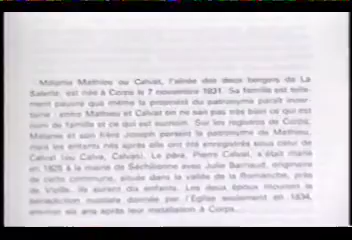 Mélanie Mathieu ou Calvat, l'aînée des deux bergers de La
Salette, est née à Corps le 7 novembre 1831. Sa famille est telle-
ment pauvre que même la propriété du patronyme paraît incer-
taine : entre Mathieu et Calvat on ne sait pas très bien ce qui est
nom de famille et ce qui est surnom. Sur les registres de Corps,
Mélanie et son frère Joseph portent le patronyme de Mathieu,
mais les enfants nés après elle ont été enregistrés sous celui de
Calvat (ou Calva, Calvas). Le père, Pierre Calvat, a était marié
en 1825 à la mairie de Séchilienne avec Julie Barnaud, originaire
de cette commune, située dans la vallée de la Romanche, près
de Vizille. Ils eurent dix enfants. Les deux époux reçurent la
bénédiction nuptiale donnée par l'Église seulement en 1834,
environ six ans après leur installation à Corps.